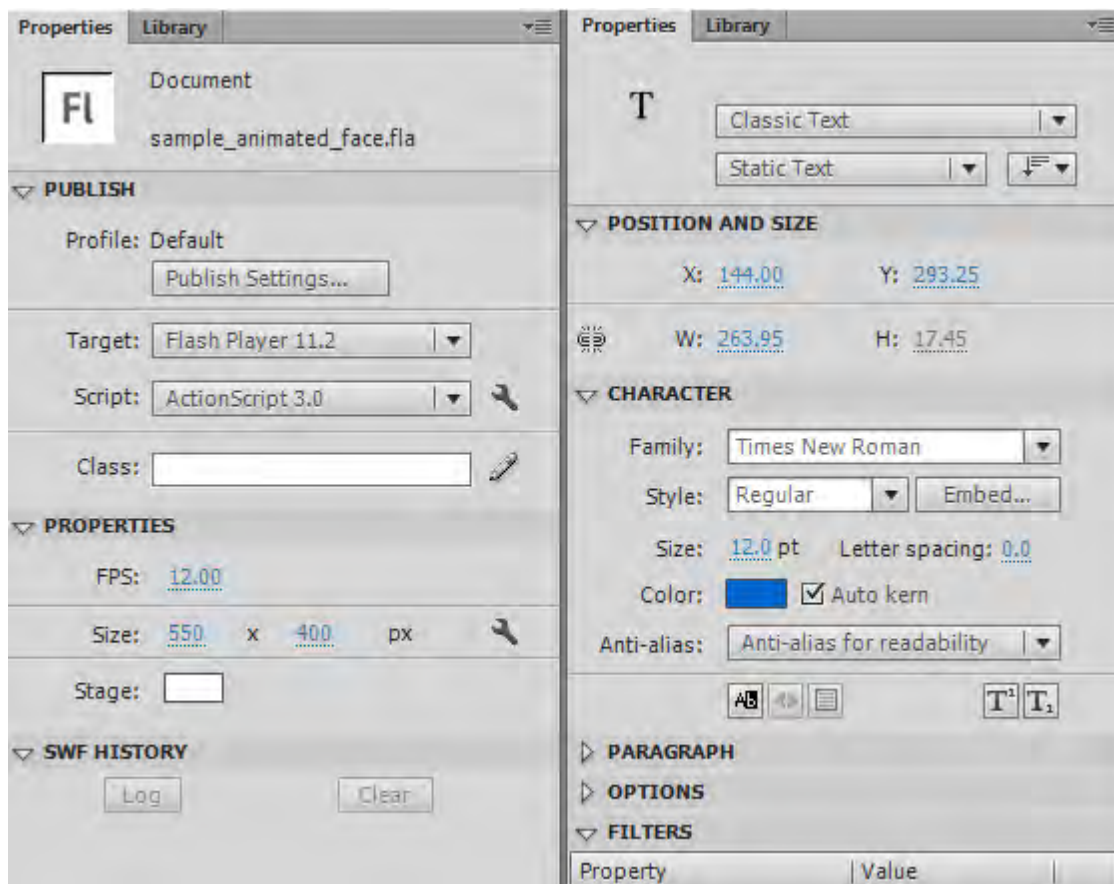 Properties Library
Fl
Document
sample_animated_face.fla
PUBLISH
Profile: Default
Publish Settings...
Target: Flash Player 11.2
Script: ActionScript 3.0
Class:
PROPERTIES
FPS: 12.00
Size: 550 x 400 px
Stage:
SWF HISTORY
Log Clear
Properties Library
T
Classic Text
Static Text
POSITION AND SIZE
X: 144.00 Y: 293.25
W: 263.95 H: 17.45
CHARACTER
Family: Times New Roman
Style: Regular Embed...
Size: 12.0 pt Letter spacing: 0.0
Color: Auto kern
Anti-alias: Anti-alias for readability
Ab T¹ T₁
PARAGRAPH
OPTIONS
FILTERS
Property Value